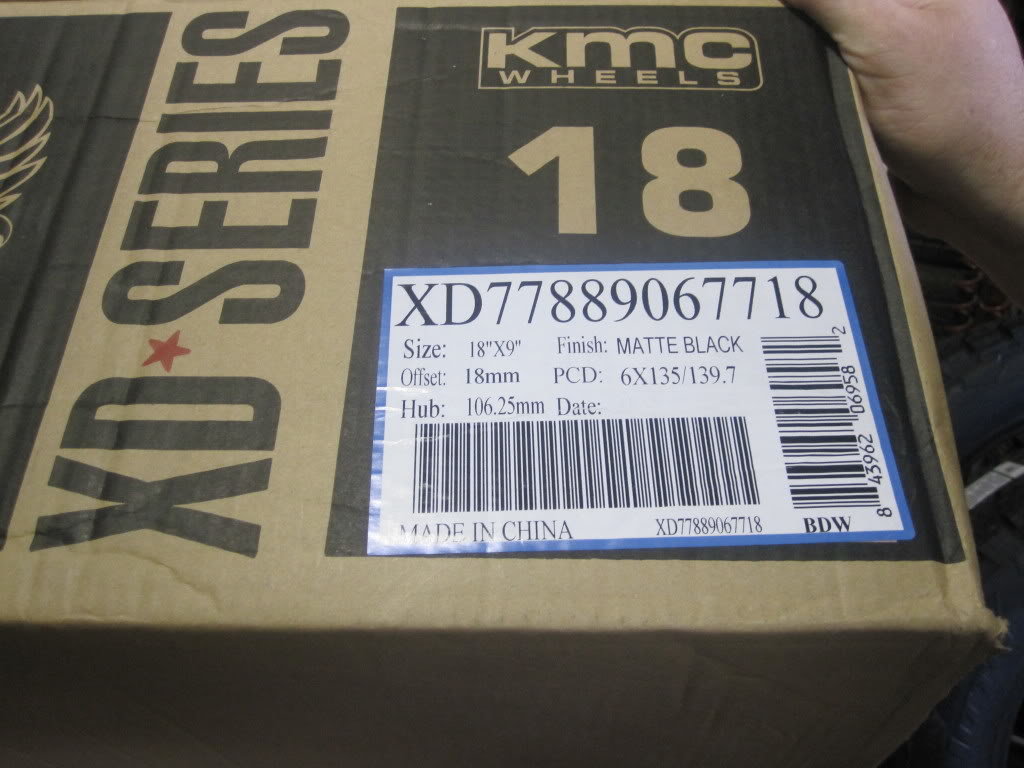 XD★SERIES
KMC
WHEELS
18
XD77889067718
Size: 18"X9" Finish: MATTE BLACK
Offset: 18mm PCD: 6X135/139.7
Hub: 106.25mm Date:
MADE IN CHINA XD77889067718 BDW
8 43962 06958 2